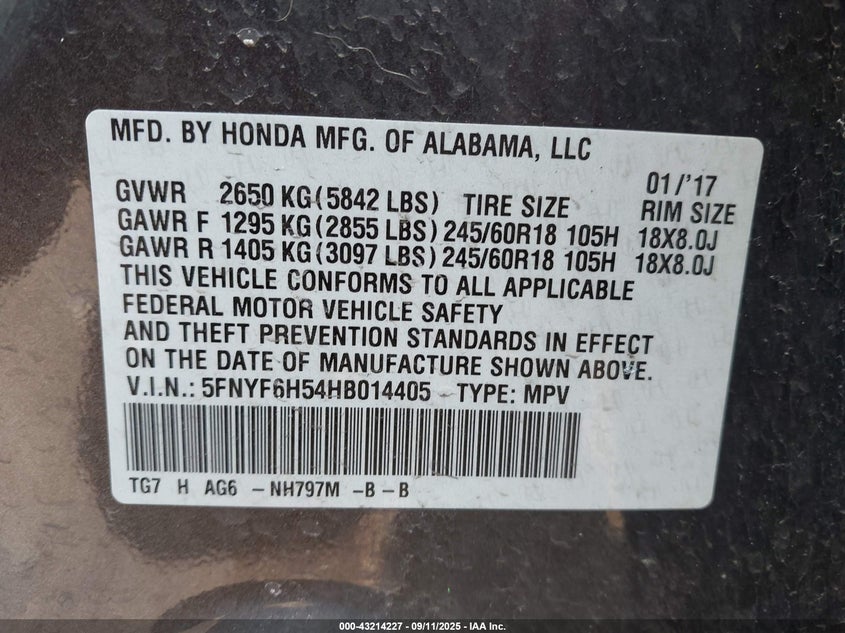 MFD. BY HONDA MFG. OF ALABAMA, LLC
01/'17
GVWR 2650 KG(5842 LBS) TIRE SIZE RIM SIZE
GAWR F 1295 KG(2855 LBS) 245/60R18 105H 18X8.0J
GAWR R 1405 KG(3097 LBS) 245/60R18 105H 18X8.0J
THIS VEHICLE CONFORMS TO ALL APPLICABLE
FEDERAL MOTOR VEHICLE SAFETY
AND THEFT PREVENTION STANDARDS IN EFFECT
ON THE DATE OF MANUFACTURE SHOWN ABOVE.
V.I.N.: 5FNYF6H54HB014405 TYPE: MPV
TG7 H AG6 -NH797M -B -B
000-43214227 - 09/11/2025 - IAA Inc.